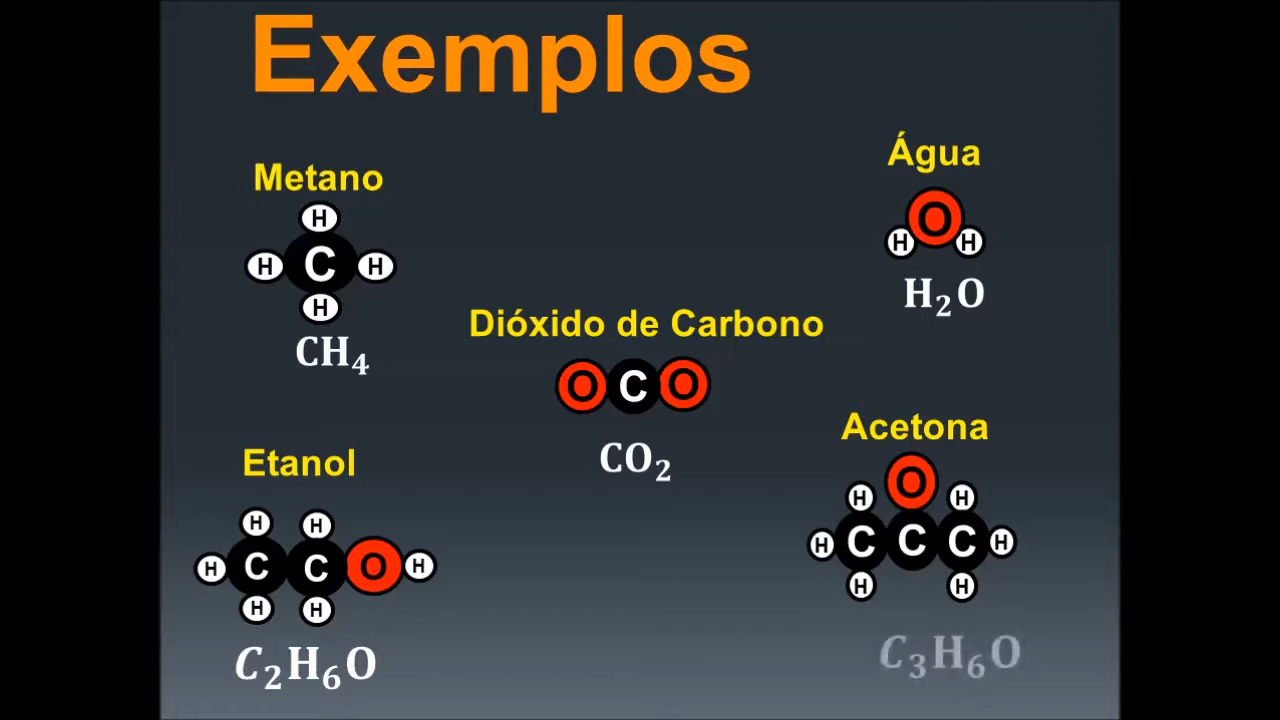 Exemplos
Metano
H
H C H
H
CH₄
Água
O
H H
H₂O
Dióxido de Carbono
O C O
CO₂
Etanol
H H
H C C O H
H H
C₂H₆O
Acetona
H O H
H C C C H
H H
C₃H₆O